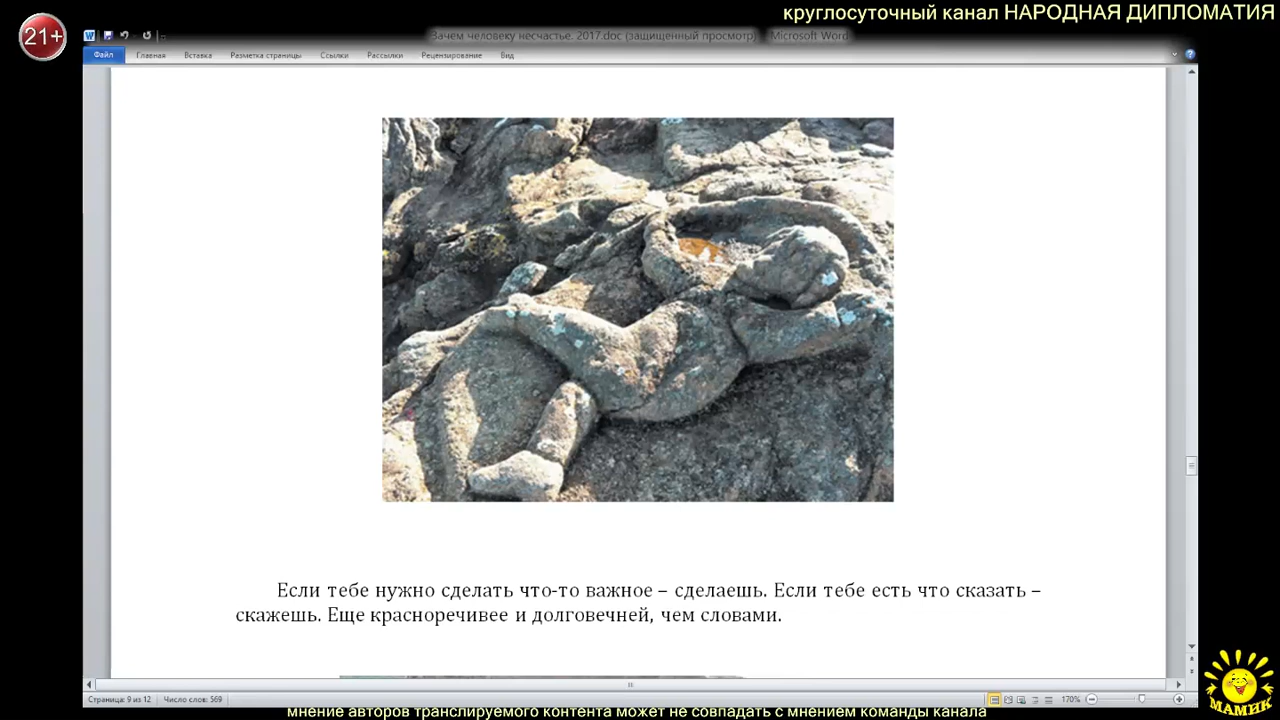 круглосуточный канал НАРОДНАЯ ДИПЛОМАТИЯ
21+
Зачем человеку несчастье. 2017.doc (защищенный просмотр) - Microsoft Word
Файл Главная Вставка Разметка страницы Ссылки Рассылки Рецензирование Вид
Если тебе нужно сделать что-то важное – сделаешь. Если тебе есть что сказать –
скажешь. Еще красноречивее и долговечней, чем словами.
Страница: 9 из 12 Число слов: 569 170%
МАМИК
мнение авторов транслируемого контента может не совпадать с мнением команды канала